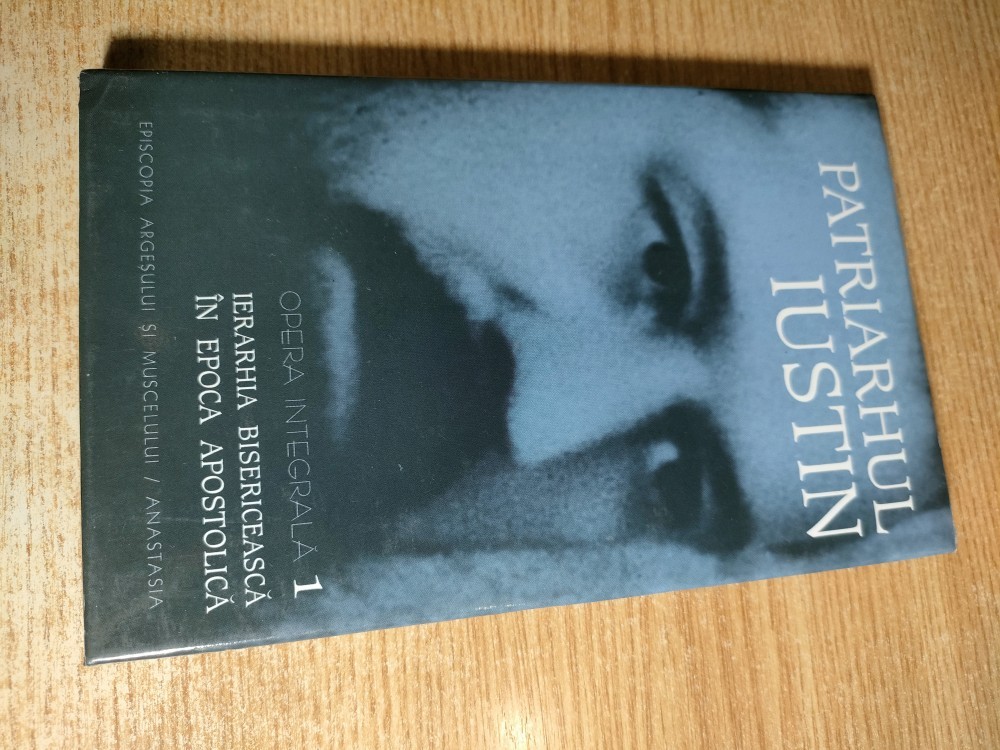 PATRIARHUL
IUSTIN
OPERA INTEGRALĂ 1
IERARHIA BISERICEASCĂ
ÎN EPOCA APOSTOLICĂ
EPISCOPIA ARGEŞULUI ŞI MUSCELULUI / ANASTASIA